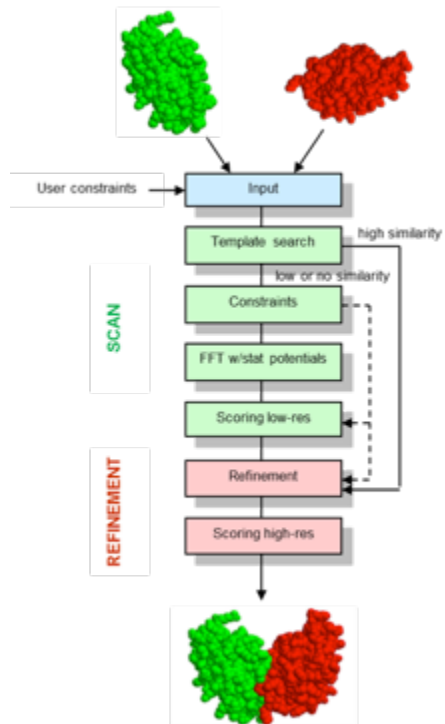 User constraints
Input
high similarity
Template search
low or no similarity
Constraints
SCAN
FFT w/stat potentials
Scoring low-res
Refinement
REFINEMENT
Scoring high-res